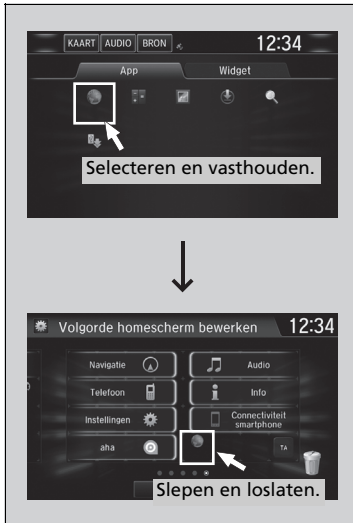 KAART AUDIO BRON 12:34
App Widget
Selecteren en vasthouden.
Volgorde homescherm bewerken 12:34
Navigatie Audio
Telefoon Info
Instellingen Connectiviteit
smartphone
aha TA
Slepen en loslaten.